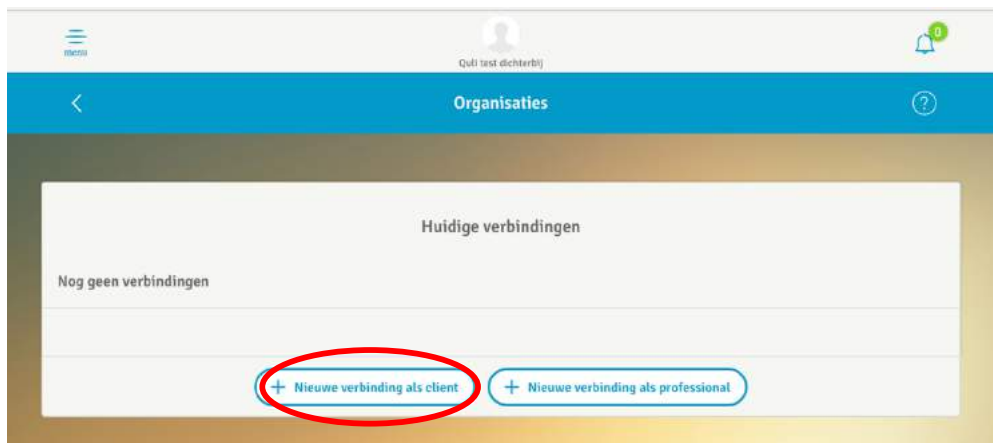 menu
0
Quli test dichterbij
Organisaties
?
Huidige verbindingen
Nog geen verbindingen
+ Nieuwe verbinding als client
+ Nieuwe verbinding als professional